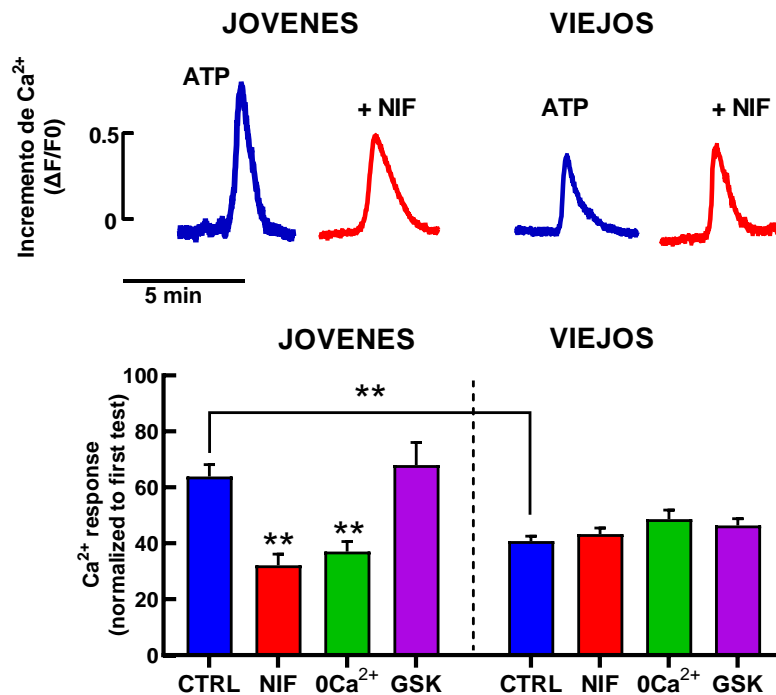 JOVENES VIEJOS
ATP + NIF ATP + NIF
Incremento de Ca²⁺
(ΔF/F0)
0.5
0
5 min
JOVENES VIEJOS
Ca²⁺ response
(normalized to first test)
100
80
60
40
20
0
**
**
**
CTRL NIF 0Ca²⁺ GSK CTRL NIF 0Ca²⁺ GSK